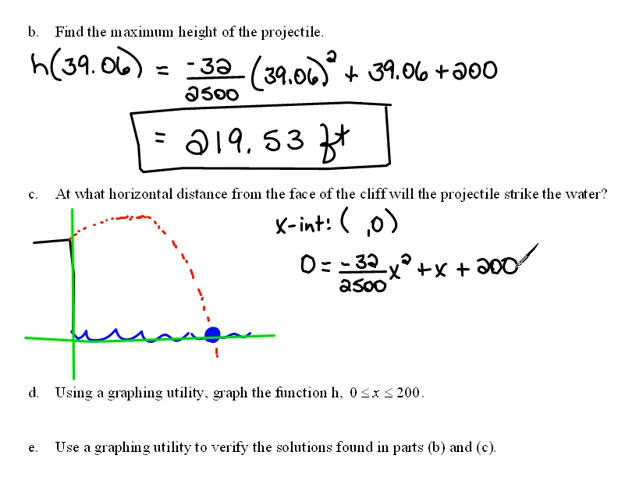 b. Find the maximum height of the projectile.
h(39.06) = -32/2500 (39.06)² + 39.06 + 200
= 219.53 ft
c. At what horizontal distance from the face of the cliff will the projectile strike the water?
x-int: ( ,0)
0 = -32/2500 x² + x + 200
d. Using a graphing utility, graph the function h, 0 ≤ x ≤ 200.
e. Use a graphing utility to verify the solutions found in parts (b) and (c).